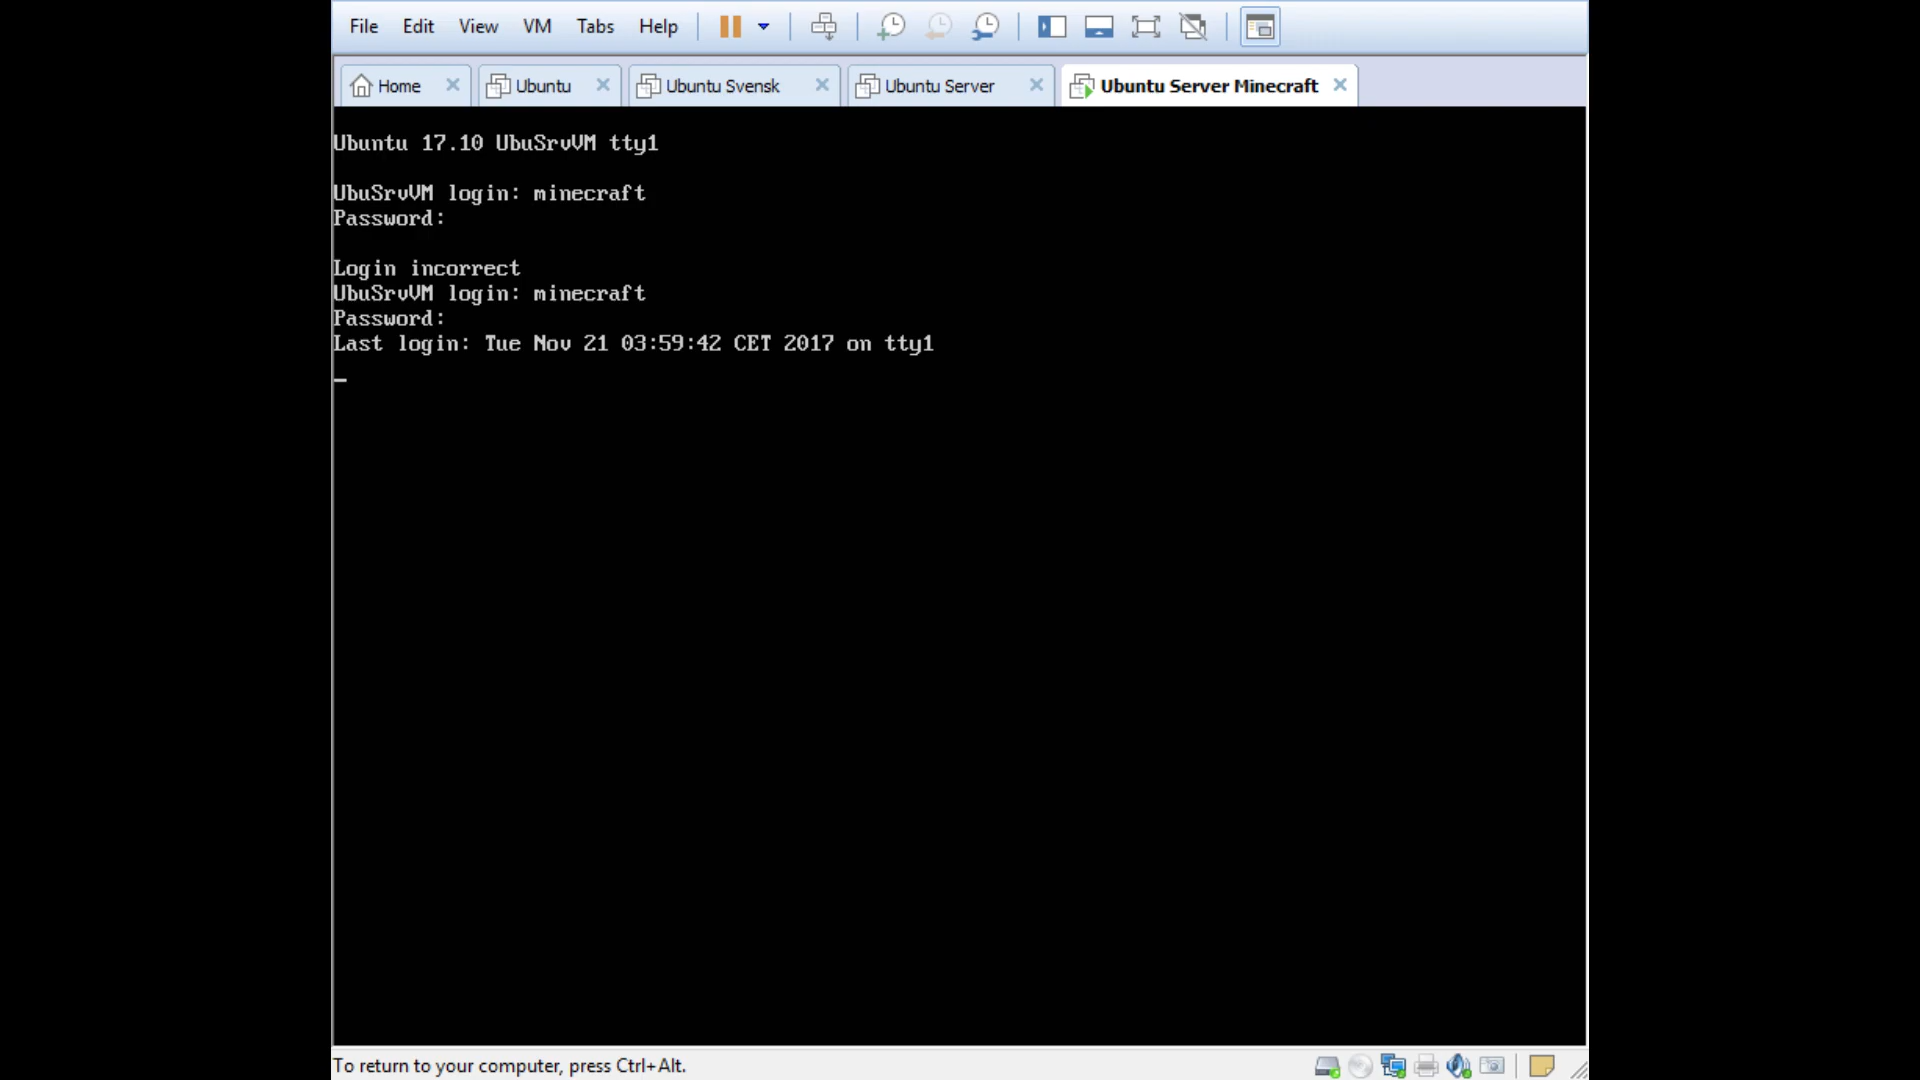 File Edit View VM Tabs Help
Home Ubuntu Ubuntu Svensk Ubuntu Server Ubuntu Server Minecraft
Ubuntu 17.10 UbuSrvVM tty1
UbuSrvVM login: minecraft
Password:
Login incorrect
UbuSrvVM login: minecraft
Password:
Last login: Tue Nov 21 03:59:42 CET 2017 on tty1
To return to your computer, press Ctrl+Alt.